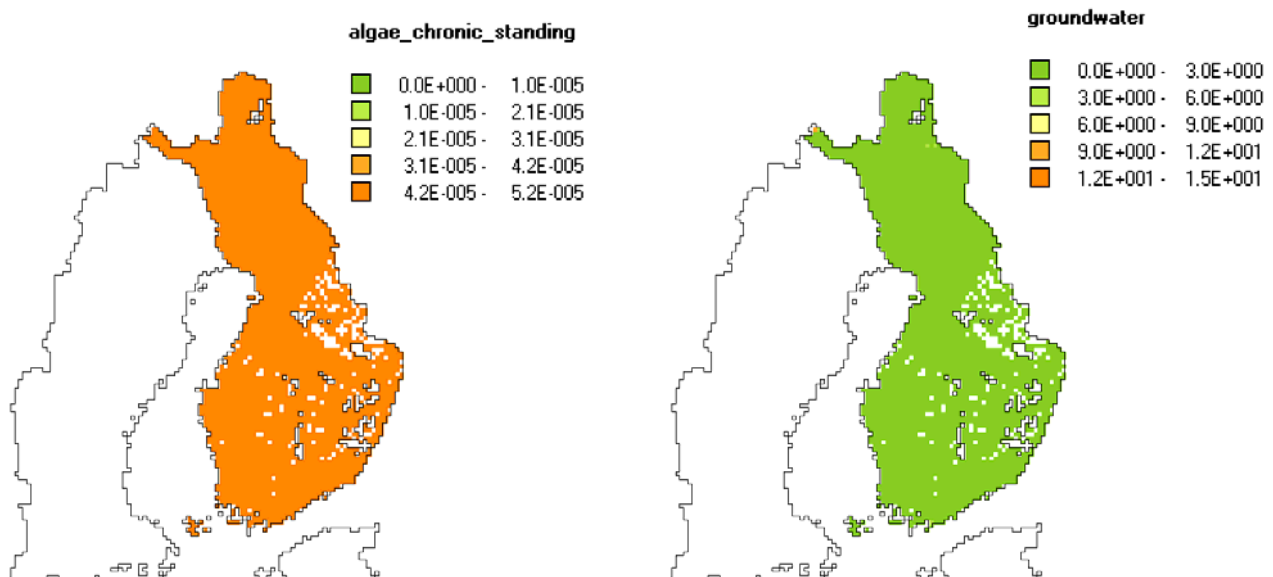 algae_chronic_standing
0.0E+000 - 1.0E-005
1.0E-005 - 2.1E-005
2.1E-005 - 3.1E-005
3.1E-005 - 4.2E-005
4.2E-005 - 5.2E-005
groundwater
0.0E+000 - 3.0E+000
3.0E+000 - 6.0E+000
6.0E+000 - 9.0E+000
9.0E+000 - 1.2E+001
1.2E+001 - 1.5E+001